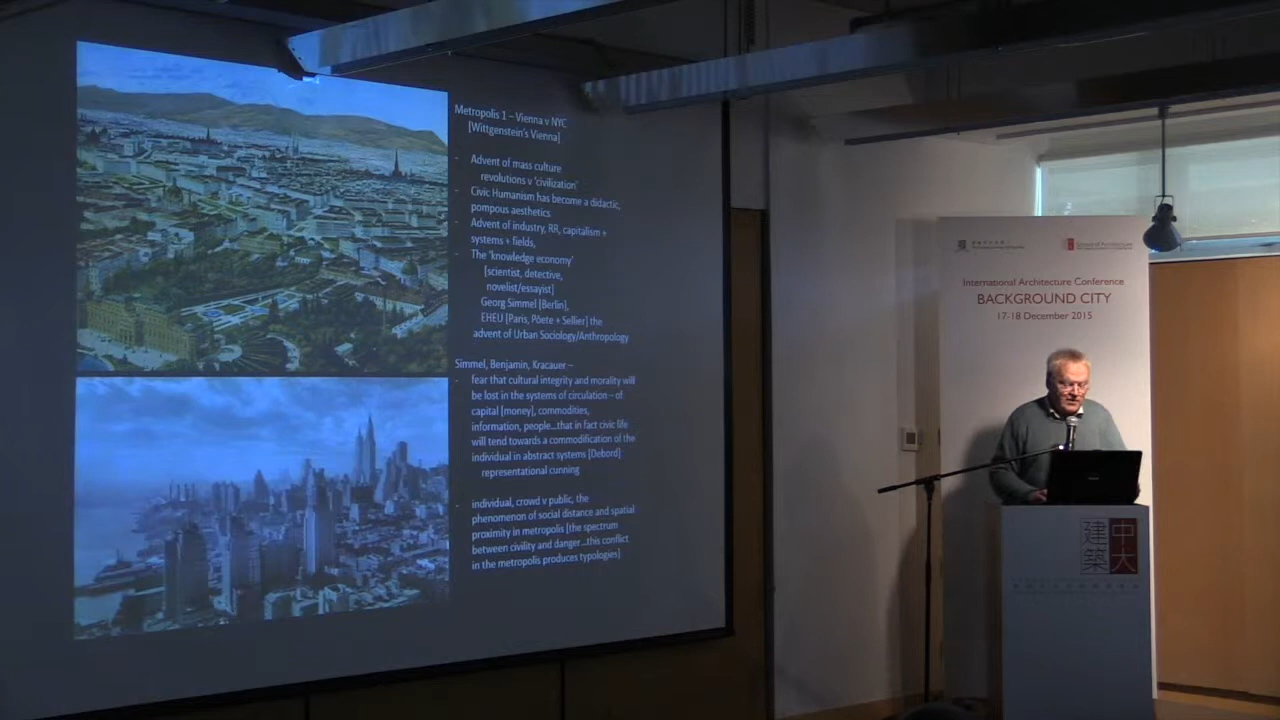 Metropolis 1 – Vienna v NYC
[Wittgenstein's Vienna]
- Advent of mass culture
revolutions v 'civilization'
- Civic Humanism has become a didactic,
pompous aesthetics
- Advent of industry, RR, capitalism +
systems + fields,
- The 'knowledge economy'
[scientist, detective,
novelist/essayist]
Georg Simmel [Berlin],
EHEU [Paris, Pöete + Sellier] the
advent of Urban Sociology/Anthropology
Simmel, Benjamin, Kracauer –
- fear that cultural integrity and morality will
be lost in the systems of circulation – of
capital [money], commodities,
information, people...that in fact civic life
will tend towards a commodification of the
individual in abstract systems [Debord]
representational cunning
- individual, crowd v public, the
phenomenon of social distance and spatial
proximity in metropolis [the spectrum
between civility and danger...this conflict
in the metropolis produces typologies]
School of Architecture
International Architecture Conference
BACKGROUND CITY
17-18 December 2015
中大
建築